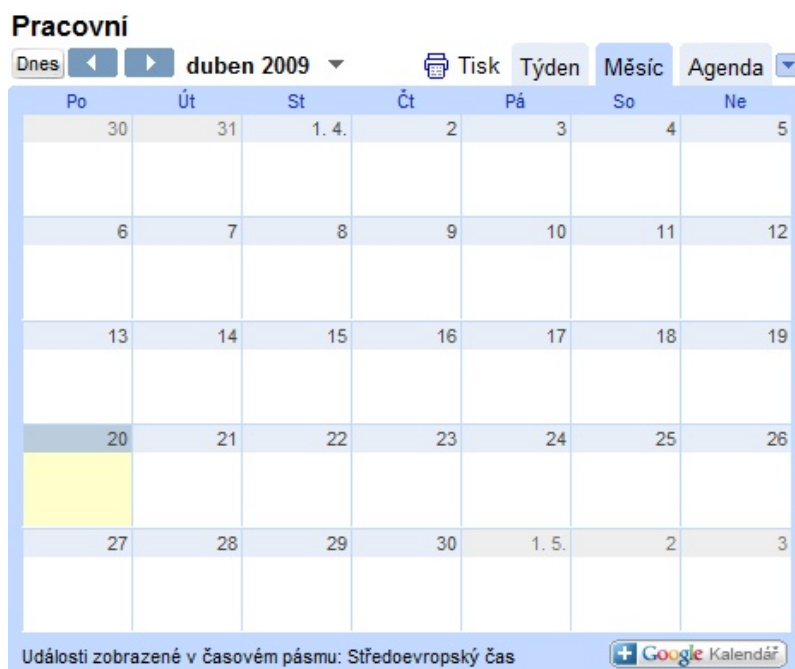 Pracovní
Dnes duben 2009 Tisk Týden Měsíc Agenda
Po Út St Čt Pá So Ne
30 31 1. 4. 2 3 4 5
6 7 8 9 10 11 12
13 14 15 16 17 18 19
20 21 22 23 24 25 26
27 28 29 30 1. 5. 2 3
Události zobrazené v časovém pásmu: Středoevropský čas Google Kalendář